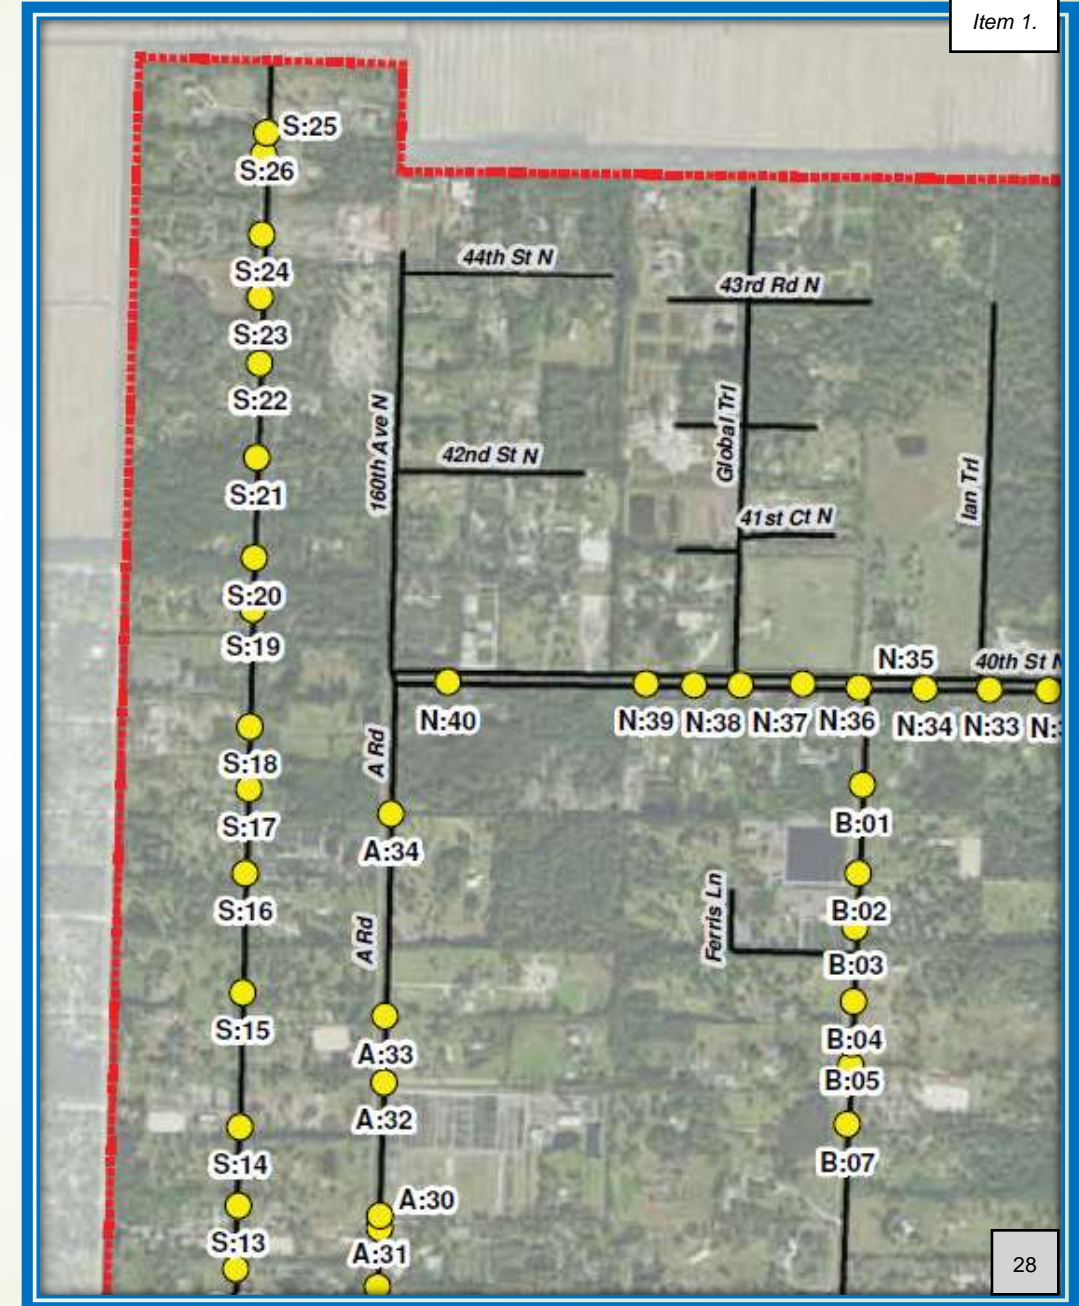 Item 1.
S:25
S:26
S:24
S:23
S:22
S:21
S:20
S:19
S:18
S:17
S:16
S:15
S:14
S:13
44th St N
43rd Rd N
160th Ave N
42nd St N
Global Trl
41st Ct N
Ian Trl
40th St N
N:35
N:40
N:39
N:38
N:37
N:36
N:34
N:33
A Rd
A:34
A Rd
A:33
A:32
A:30
A:31
B:01
B:02
Ferris Ln
B:03
B:04
B:05
B:07
28